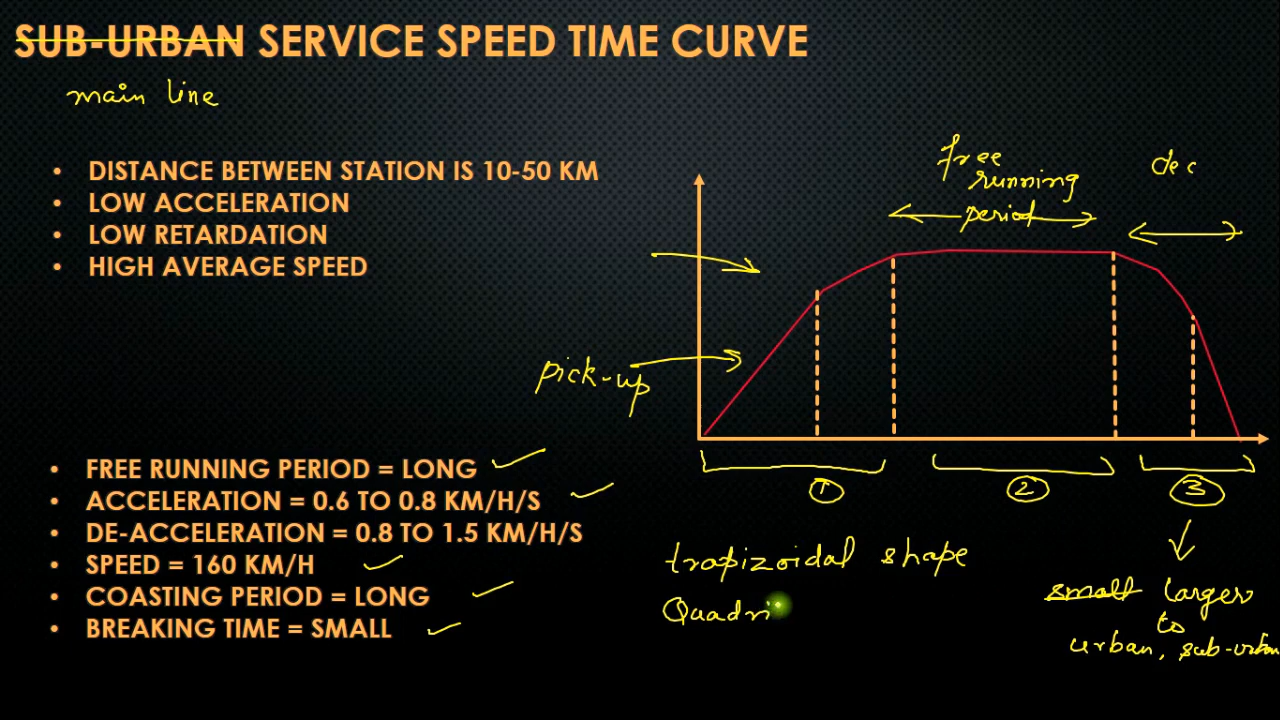 SUB-URBAN SERVICE SPEED TIME CURVE
main line
• DISTANCE BETWEEN STATION IS 10-50 KM
• LOW ACCELERATION
• LOW RETARDATION
• HIGH AVERAGE SPEED
free
running
period
dec
pick-up
• FREE RUNNING PERIOD = LONG
• ACCELERATION = 0.6 TO 0.8 KM/H/S
• DE-ACCELERATION = 0.8 TO 1.5 KM/H/S
• SPEED = 160 KM/H
• COASTING PERIOD = LONG
• BREAKING TIME = SMALL
1
2
3
trapizoidal shape
Quadri
small larger
to
urban, sub-urban